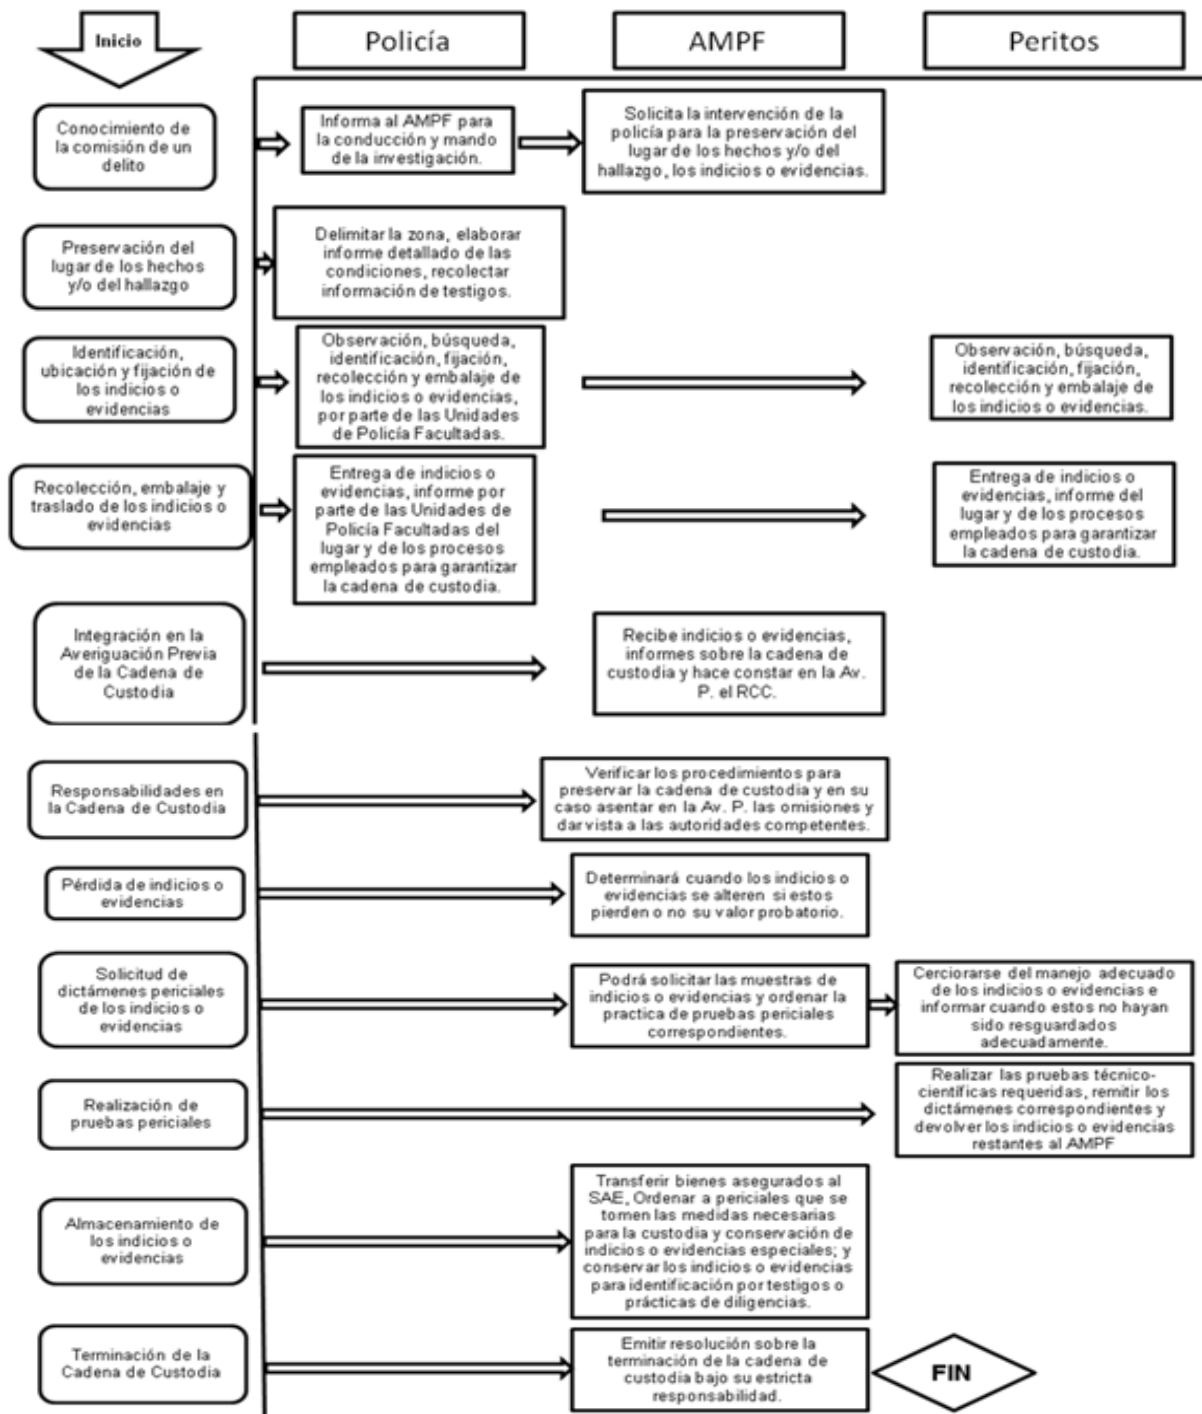 Inicio
Policía
AMPF
Peritos
Conocimiento de
la comisión de un
delito
Informa al AMPF para
la conducción y mando
de la investigación.
Solicita la intervención de la
policía para la preservación del
lugar de los hechos y/o del
hallazgo, los indicios o evidencias.
Preservación del
lugar de los hechos
y/o del hallazgo
Delimitar la zona, elaborar
informe detallado de las
condiciones, recolectar
información de testigos.
Identificación,
ubicación y fijación de
los indicios o
evidencias
Observación, búsqueda,
identificación, fijación,
recolección y embalaje de
los indicios o evidencias,
por parte de las Unidades
de Policía Facultadas.
Observación, búsqueda,
identificación, fijación,
recolección y embalaje de
los indicios o evidencias.
Recolección, embalaje y
traslado de los indicios o
evidencias
Entrega de indicios o
evidencias, informe por
parte de las Unidades de
Policía Facultadas del
lugar y de los procesos
empleados para garantizar
la cadena de custodia.
Entrega de indicios o
evidencias, informe del
lugar y de los procesos
empleados para garantizar
la cadena de custodia.
Integración en la
Averiguación Previa
de la Cadena de
Custodia
Recibe indicios o evidencias,
informes sobre la cadena de
custodia y hace constar en la Av.
P. el RCC.
Responsabilidades en
la Cadena de Custodia
Verificar los procedimientos para
preservar la cadena de custodia y en su
caso asentar en la Av. P. las omisiones y
dar vista a las autoridades competentes.
Pérdida de indicios o
evidencias
Determinará cuando los indicios o
evidencias se alteren si estos
pierden o no su valor probatorio.
Solicitud de
dictámenes periciales
de los indicios o
evidencias
Podrá solicitar las muestras de
indicios o evidencias y ordenar la
practica de pruebas periciales
correspondientes.
Cerciorarse del manejo adecuado
de los indicios o evidencias e
informar cuando estos no hayan
sido resguardados
adecuadamente.
Realización de
pruebas periciales
Realizar las pruebas técnico-
científicas requeridas, remitir los
dictámenes correspondientes y
devolver los indicios o evidencias
restantes al AMPF
Almacenamiento de
los indicios o
evidencias
Transferir bienes asegurados al
SAE, Ordenar a periciales que se
tomen las medidas necesarias
para la custodia y conservación de
indicios o evidencias especiales; y
conservar los indicios o evidencias
para identificación por testigos o
prácticas de diligencias.
Terminación de la
Cadena de Custodia
Emitir resolución sobre la
terminación de la cadena de
custodia bajo su estricta
responsabilidad.
FIN